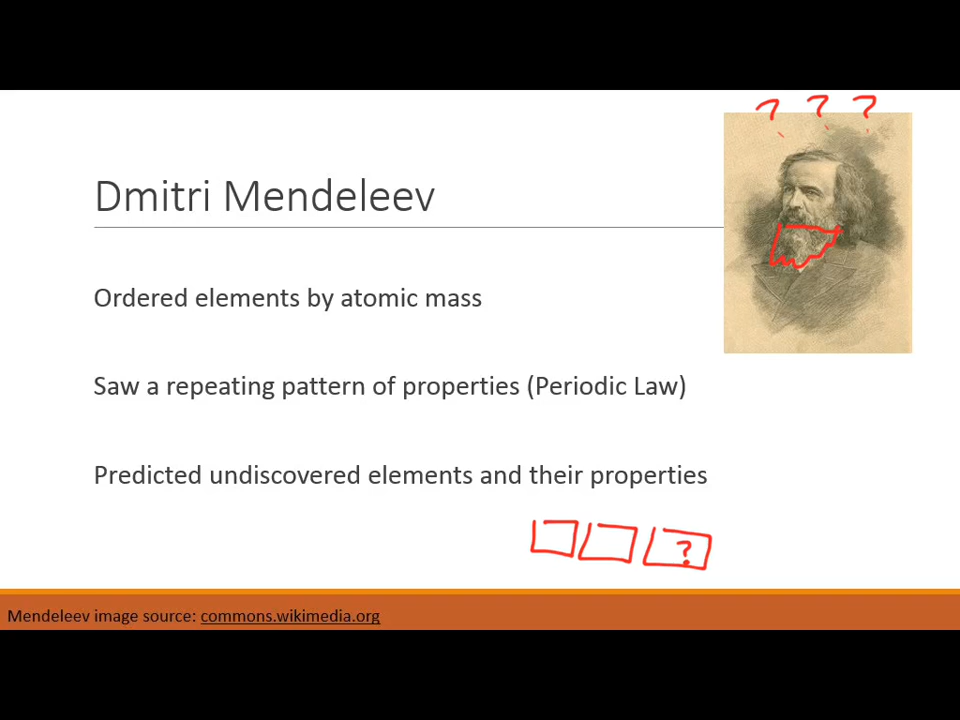 ? ? ?
Dmitri Mendeleev
Ordered elements by atomic mass
Saw a repeating pattern of properties (Periodic Law)
Predicted undiscovered elements and their properties
?
Mendeleev image source: commons.wikimedia.org